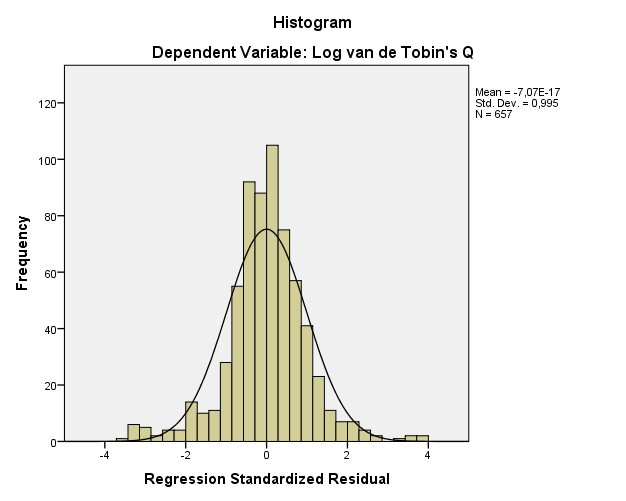 Histogram
Dependent Variable: Log van de Tobin's Q
Mean = -7,07E-17
Std. Dev. = 0,995
N = 657
120
100
80
60
40
20
0
Frequency
-4 -2 0 2 4
Regression Standardized Residual